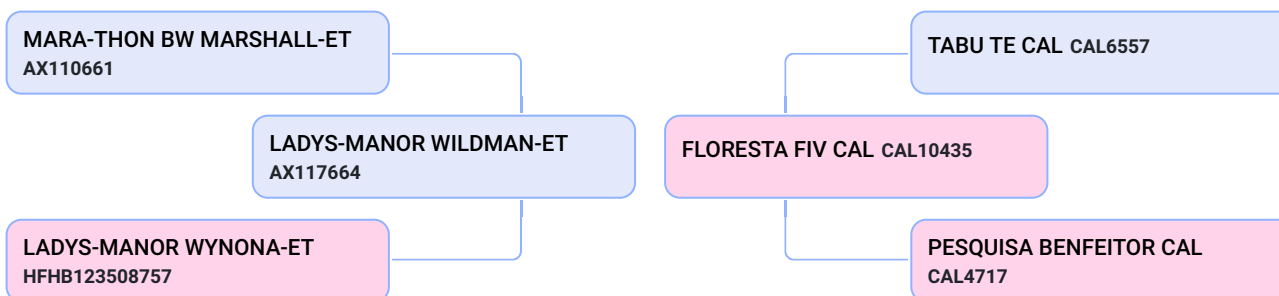 MARA-THON BW MARSHALL-ET
AX110661
TABU TE CAL CAL6557
LADYS-MANOR WILDMAN-ET
AX117664
FLORESTA FIV CAL CAL10435
LADYS-MANOR WYNONA-ET
HFHB123508757
PESQUISA BENFEITOR CAL
CAL4717